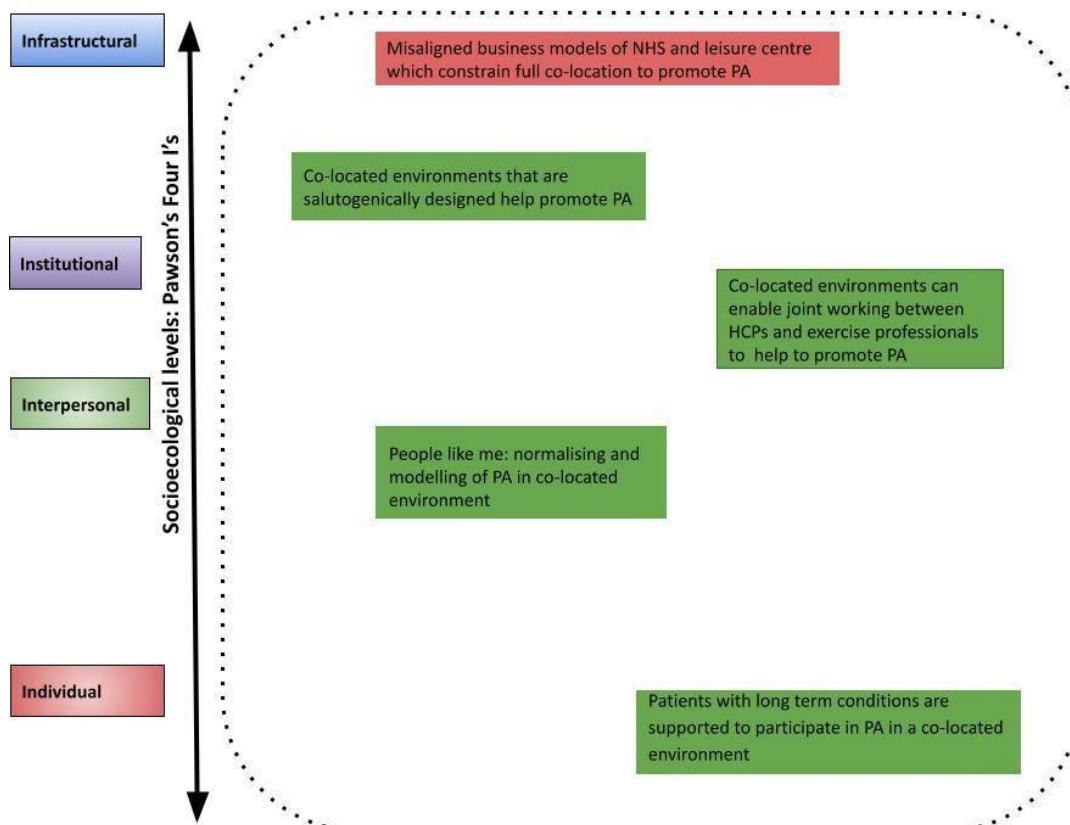 Infrastructural
Misaligned business models of NHS and leisure centre
which constrain full co-location to promote PA
Socioecological levels: Pawson's Four I's
Co-located environments that are
salutogenically designed help promote PA
Institutional
Co-located environments can
enable joint working between
HCPs and exercise professionals
to  help to promote PA
Interpersonal
People like me: normalising and
modelling of PA in co-located
environment
Individual
Patients with long term conditions are
supported to participate in PA in a co-located
environment